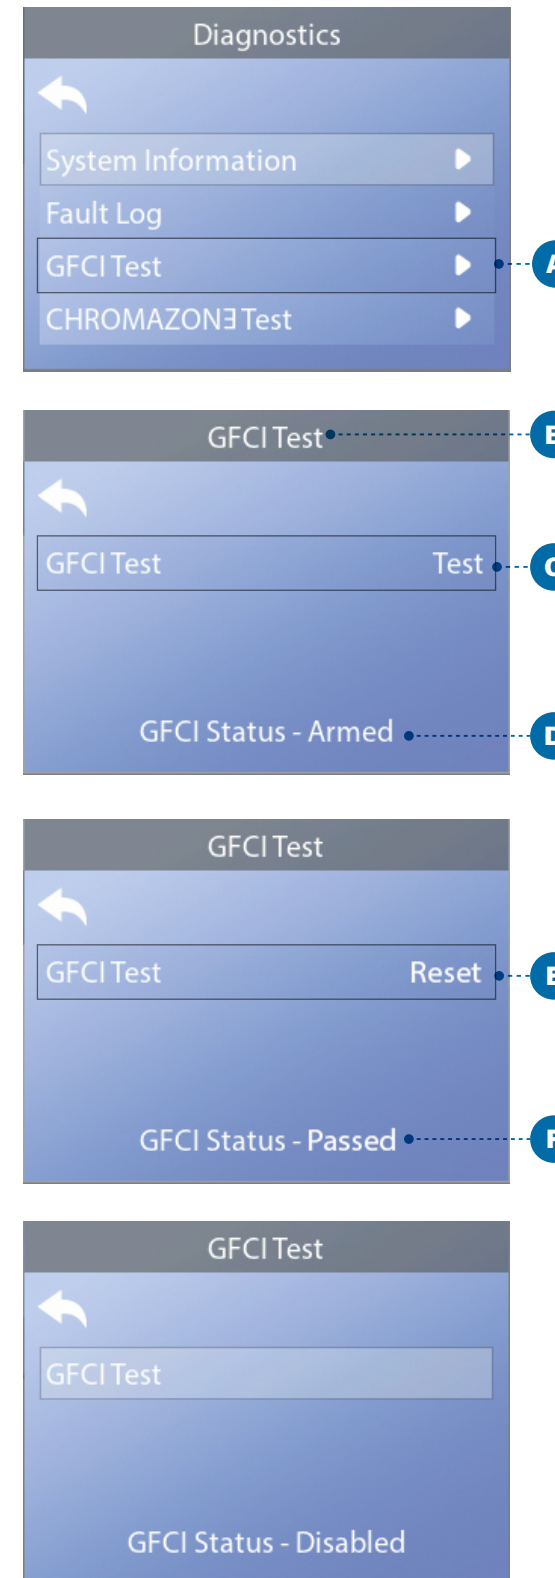 Diagnostics
System Information
Fault Log
GFCI Test A
CHROMAZONƎ Test
GFCI Test
GFCI Test Test
GFCI Status - Armed
GFCI Test
GFCI Test Reset
GFCI Status - Passed
GFCI Test
GFCI Test
GFCI Status - Disabled